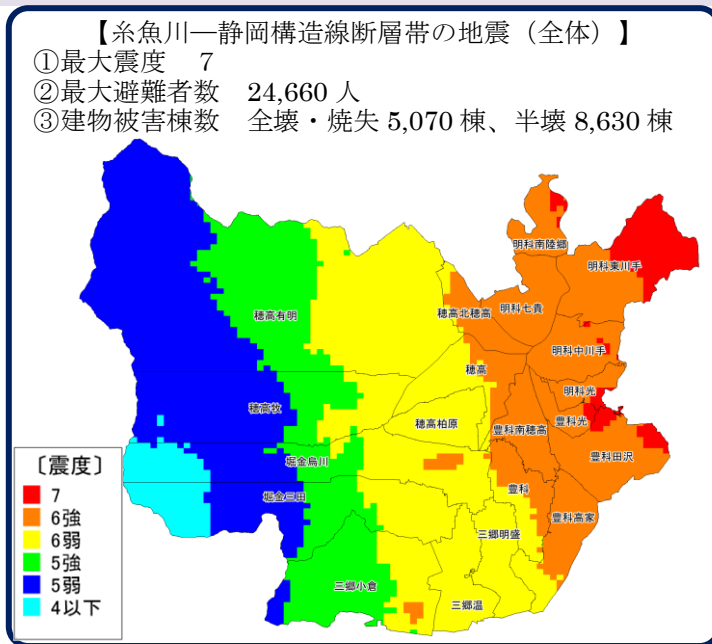 【糸魚川―静岡構造線断層帯の地震（全体）】
①最大震度　7
②最大避難者数　24,660 人
③建物被害棟数　全壊・焼失 5,070 棟、半壊 8,630 棟
明科南陸郷
明科東川手
穂高有明
穂高北穂高
明科七貴
明科中川手
穂高
明科光
穂高牧
穂高柏原
豊科南穂高
豊科光
堀金烏川
豊科田沢
堀金三田
豊科
豊科高家
三郷明盛
三郷小倉
三郷温
〔震度〕
7
6強
6弱
5強
5弱
4以下